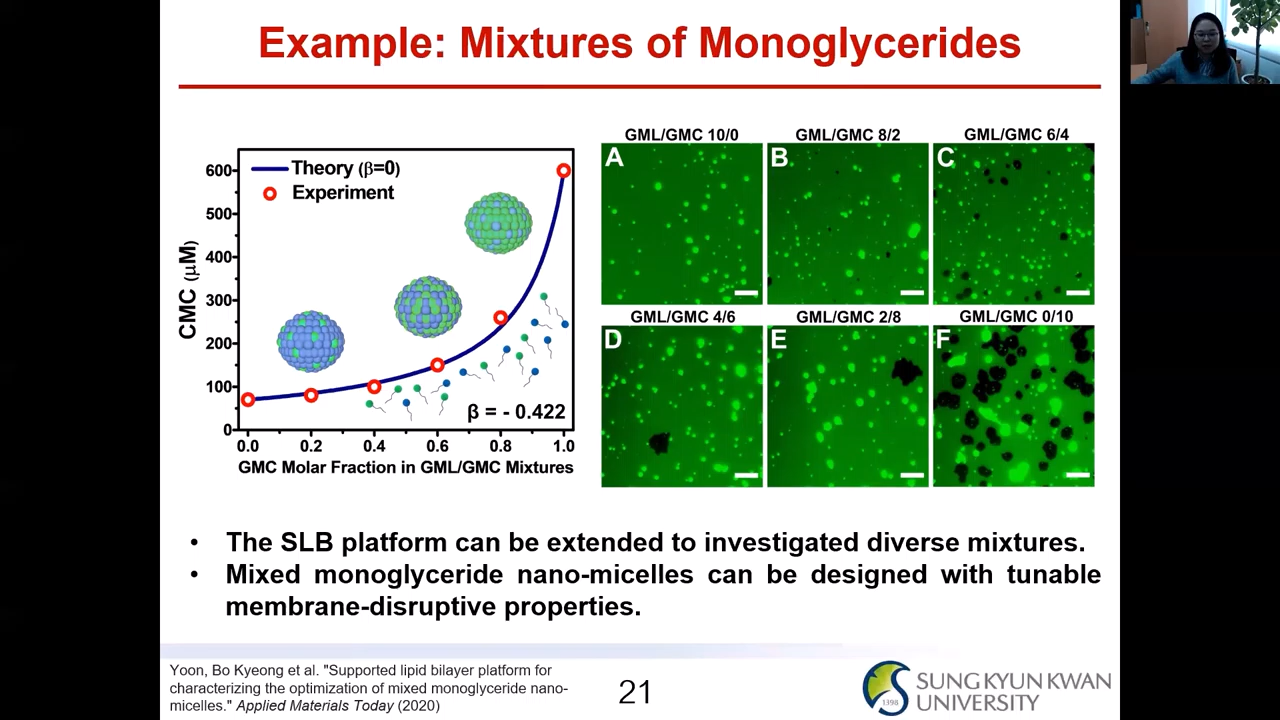 Example: Mixtures of Monoglycerides
CMC (µM)
600
500
400
300
200
100
0
Theory (β=0)
Experiment
β = - 0.422
0.0 0.2 0.4 0.6 0.8 1.0
GMC Molar Fraction in GML/GMC Mixtures
GML/GMC 10/0 GML/GMC 8/2 GML/GMC 6/4
A B C
GML/GMC 4/6 GML/GMC 2/8 GML/GMC 0/10
D E F
• The SLB platform can be extended to investigated diverse mixtures.
• Mixed monoglyceride nano-micelles can be designed with tunable
membrane-disruptive properties.
Yoon, Bo Kyeong et al. "Supported lipid bilayer platform for
characterizing the optimization of mixed monoglyceride nano-
micelles." Applied Materials Today (2020)
21
1398
SUNGKYUNKWAN
UNIVERSITY